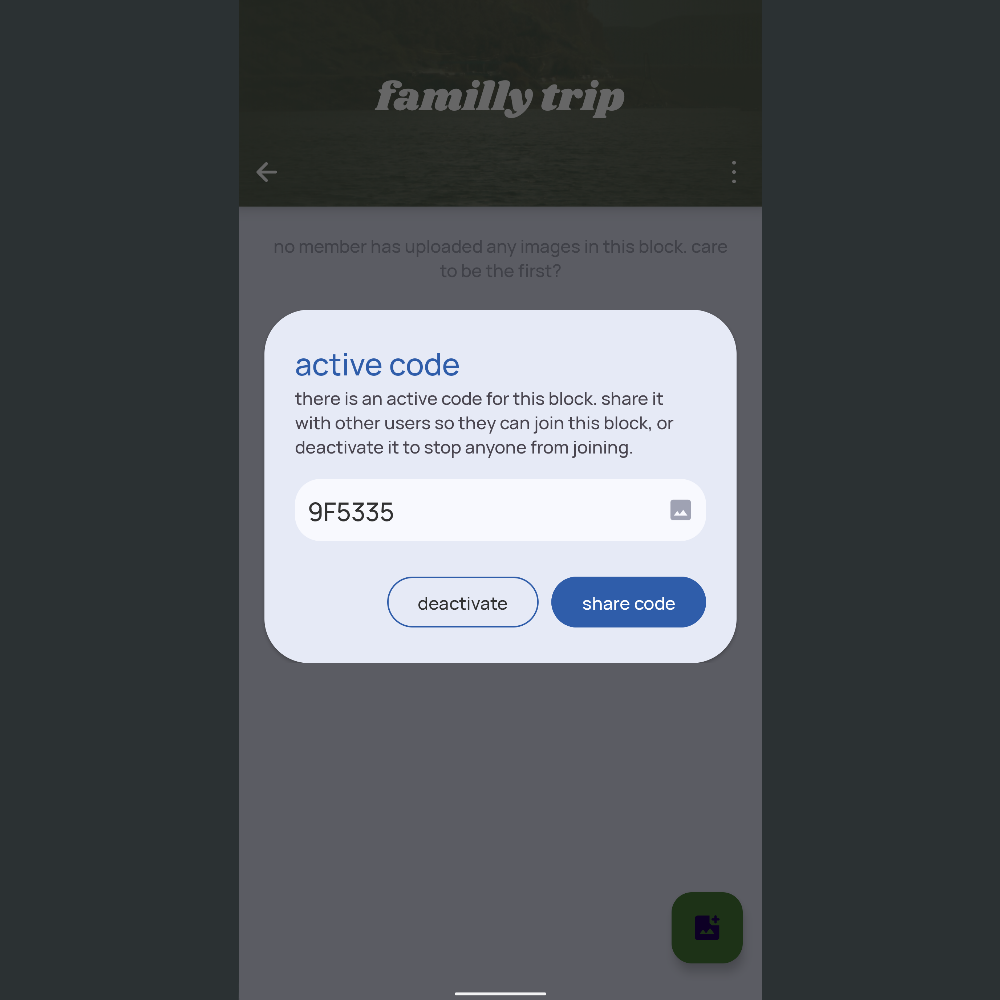 familly trip
no member has uploaded any images in this block. care
to be the first?
active code
there is an active code for this block. share it
with other users so they can join this block, or
deactivate it to stop anyone from joining.
9F5335
deactivate
share code